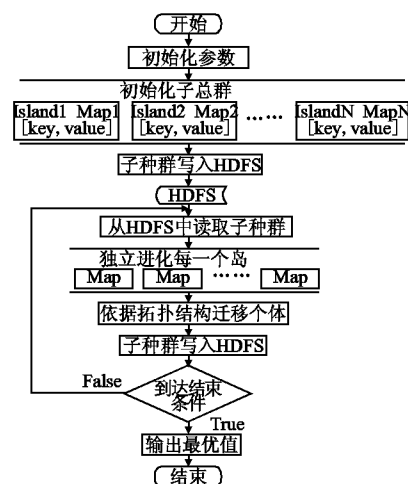 开始
初始化参数
初始化子总群
Island1 Map1 Island2 Map2 …… IslandN MapN
[key, value] [key, value] [key, value]
子种群写入HDFS
HDFS
从HDFS中读取子种群
独立进化每一个岛
Map Map …… Map
依据拓扑结构迁移个体
子种群写入HDFS
False
到达结束
条件
True
输出最优值
结束